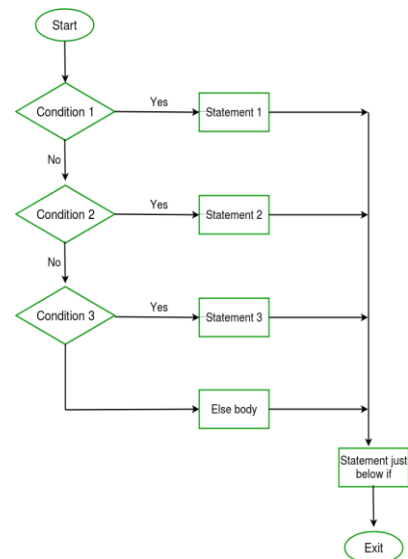 Start
Condition 1
Yes
Statement 1
No
Condition 2
Yes
Statement 2
No
Condition 3
Yes
Statement 3
Else body
Statement just
below if
Exit